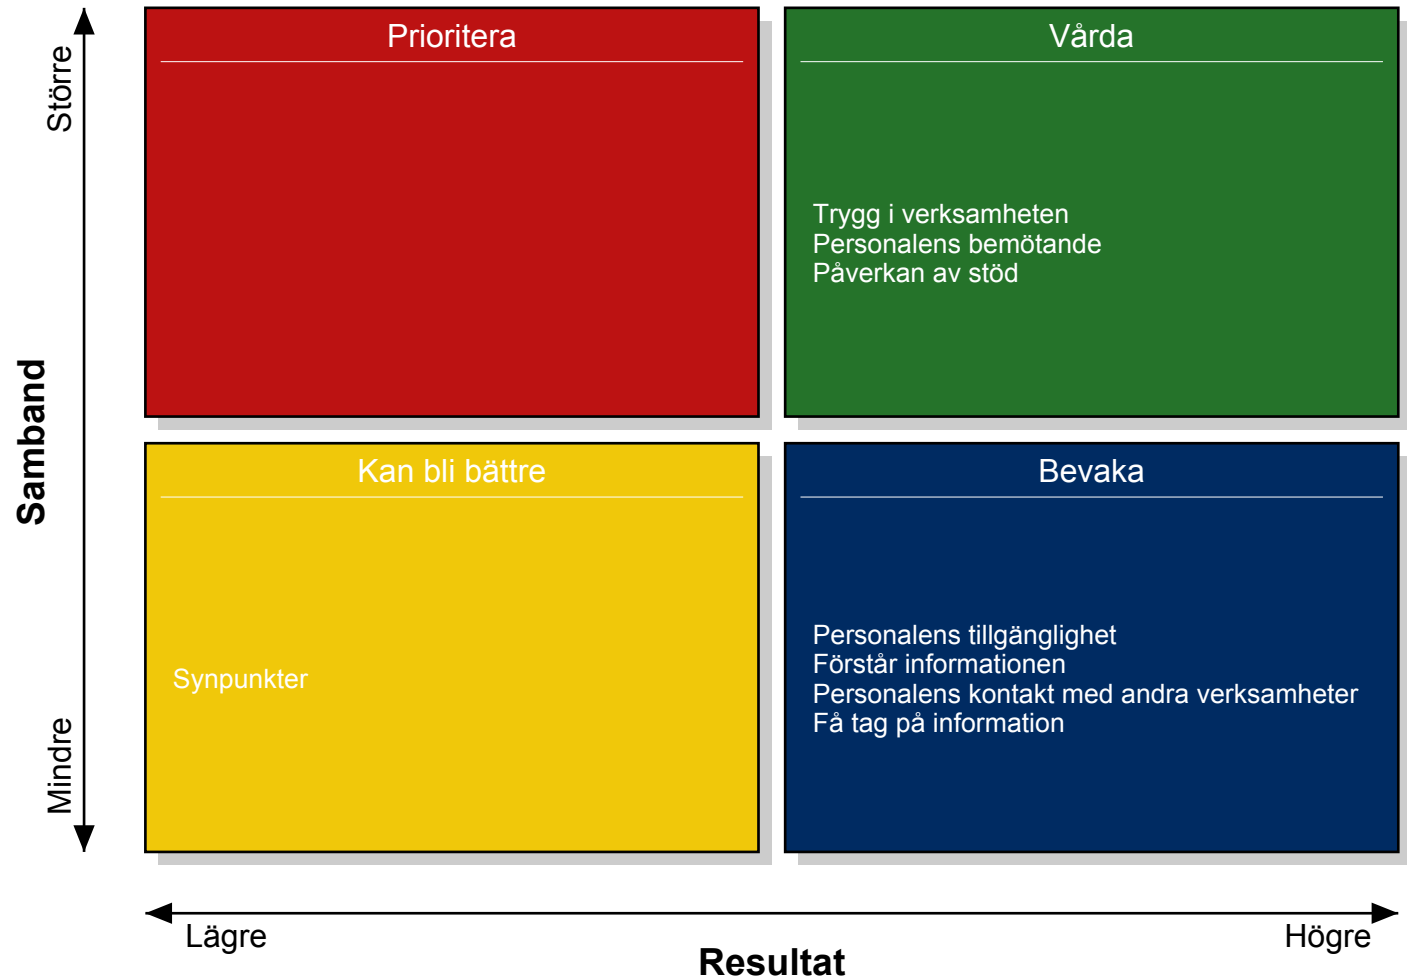 Större
Samband
Mindre
Prioritera
Vårda
Trygg i verksamheten
Personalens bemötande
Påverkan av stöd
Kan bli bättre
Synpunkter
Bevaka
Personalens tillgänglighet
Förstår informationen
Personalens kontakt med andra verksamheter
Få tag på information
Lägre
Högre
Resultat